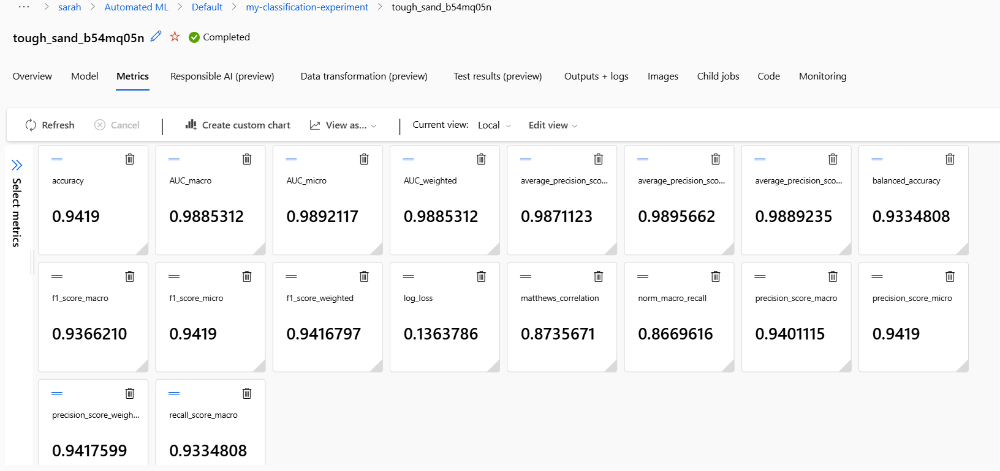 ··· > sarah > Automated ML > Default > my-classification-experiment > tough_sand_b54mq05n
tough_sand_b54mq05n Completed
Overview Model Metrics Responsible AI (preview) Data transformation (preview) Test results (preview) Outputs + logs Images Child jobs Code Monitoring
Refresh Cancel Create custom chart View as... Current view: Local Edit view
Select metrics
accuracy AUC_macro AUC_micro AUC_weighted average_precision_sco... average_precision_sco... average_precision_sco... balanced_accuracy
0.9419 0.9885312 0.9892117 0.9885312 0.9871123 0.9895662 0.9889235 0.9334808
f1_score_macro f1_score_micro f1_score_weighted log_loss matthews_correlation norm_macro_recall precision_score_macro precision_score_micro
0.9366210 0.9419 0.9416797 0.1363786 0.8735671 0.8669616 0.9401115 0.9419
precision_score_weigh... recall_score_macro
0.9417599 0.9334808